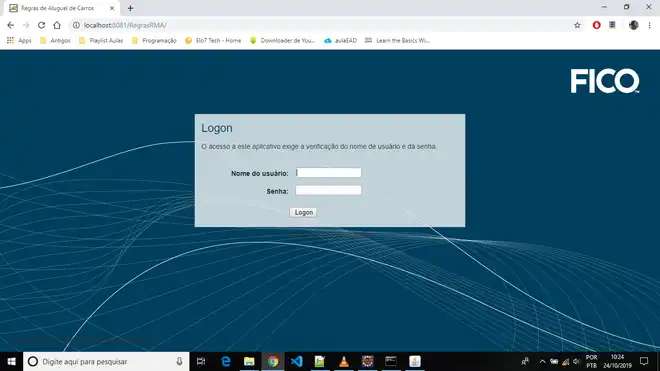 Regras de Aluguel de Carros
localhost:8081/RegrasRMA/
Apps Antigos Playlist Aulas Programação Elo7 Tech - Home Downloader de You... aulaEAD Learn the Basics Wi...
FICO
Logon
O acesso a este aplicativo exige a verificação do nome de usuário e da senha.
Nome do usuário:
Senha:
Logon
Digite aqui para pesquisar
POR 10:24
PTB 24/10/2019